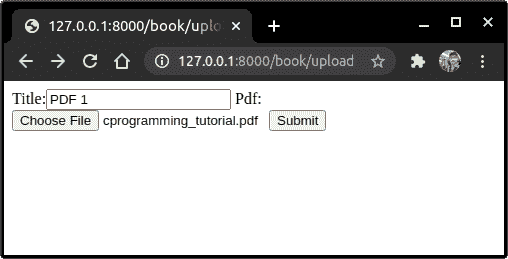 127.0.0.1:8000/book/uplo
127.0.0.1:8000/book/upload
Title: PDF 1 Pdf:
Choose File cprogramming_tutorial.pdf Submit